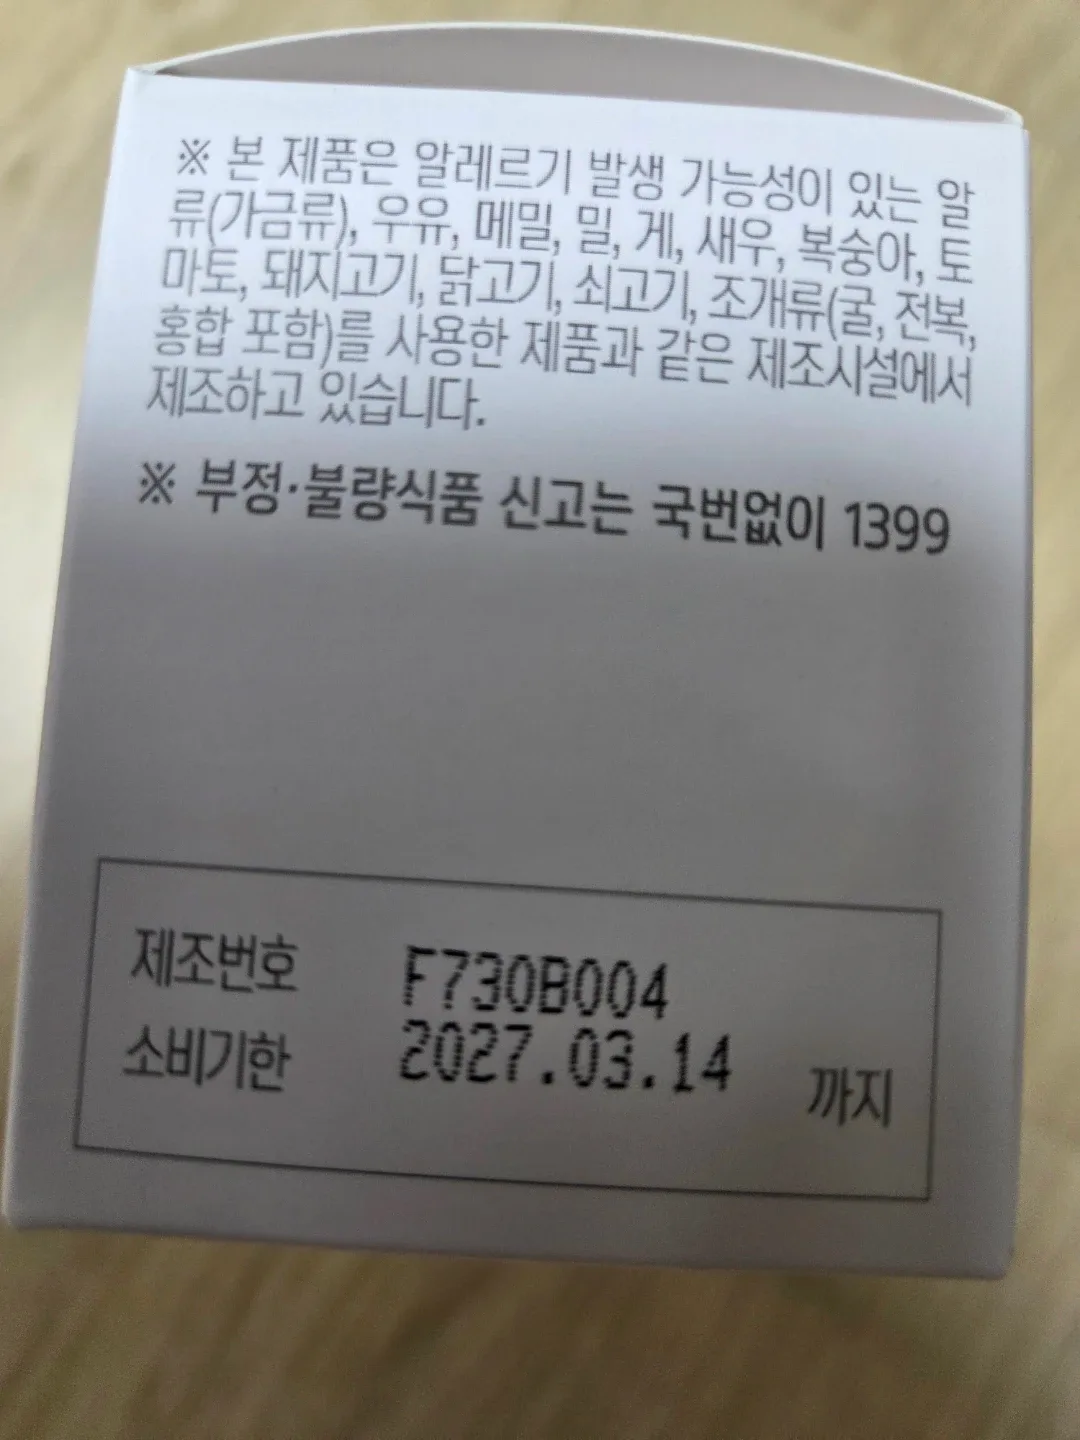 ※ 본 제품은 알레르기 발생 가능성이 있는 알
류(가금류), 우유, 메밀, 밀, 게, 새우, 복숭아, 토
마토, 돼지고기, 닭고기, 쇠고기, 조개류(굴, 전복,
홍합 포함)를 사용한 제품과 같은 제조시설에서
제조하고 있습니다.
※ 부정·불량식품 신고는 국번없이 1399
제조번호 F730B004
소비기한 2027.03.14 까지